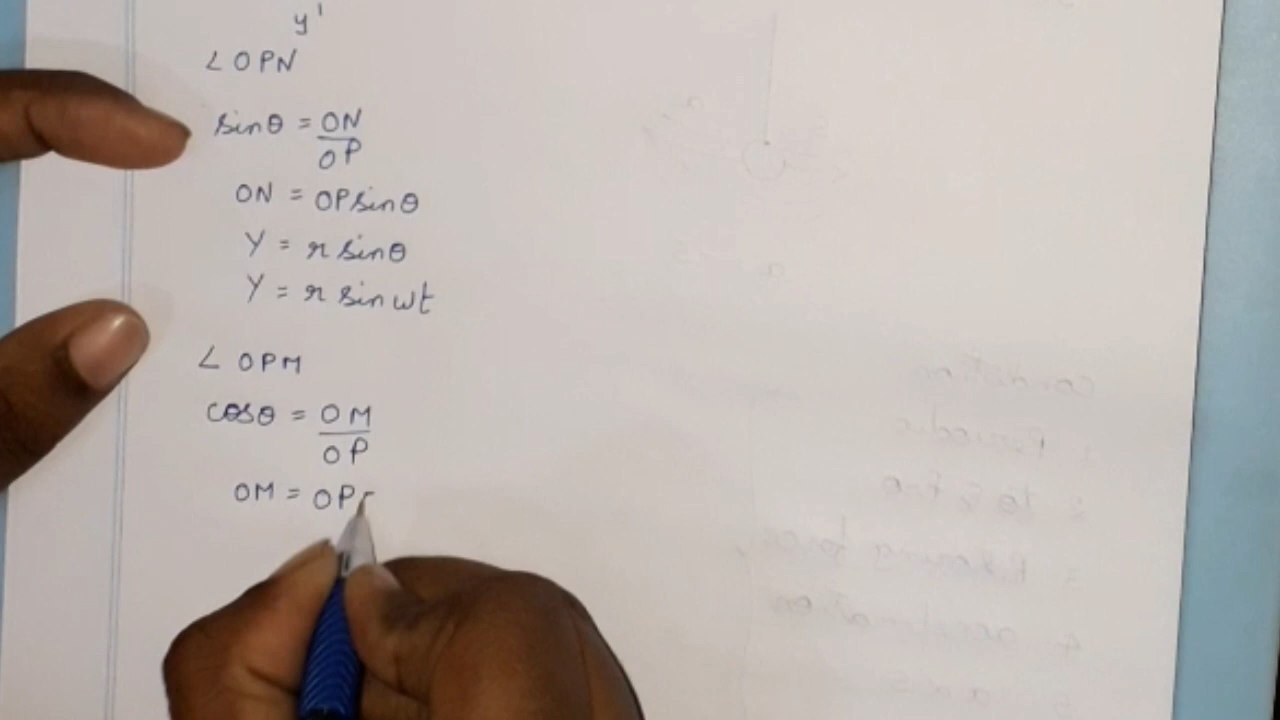 y'
∠ OPN
sinθ = ON/OP
ON = OP sinθ
Y = r sinθ
Y = r sin ωt
∠ OPM
cosθ = OM/OP
OM = OP